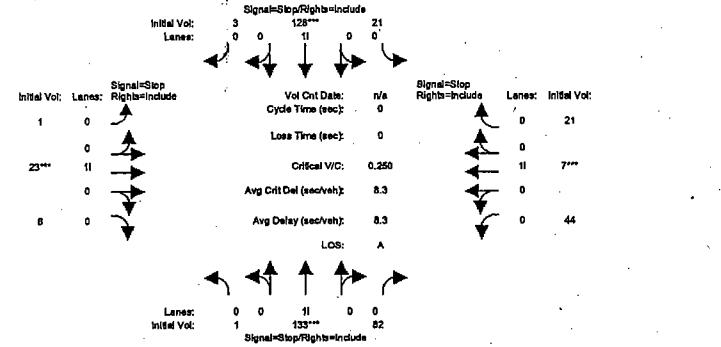 Signal=Stop/Rights=Include
Initial Vol: 3 128*** 21
Lanes: 0 0 1! 0 0
Signal=Stop
Initial Vol: Lanes: Rights=Include
Vol Cnt Date: n/a
Signal=Stop
Rights=Include Lanes: Initial Vol:
Cycle Time (sec): 0
1 0
0 21
Loss Time (sec): 0
0
0
23*** 1!
Critical V/C: 0.250
1! 7***
0
Avg Crit Del (sec/veh): 8.3
0
6 0
Avg Delay (sec/veh): 8.3
0 44
LOS: A
Lanes: 0 0 1! 0 0
Initial Vol: 1 133*** 82
Signal=Stop/Rights=Include